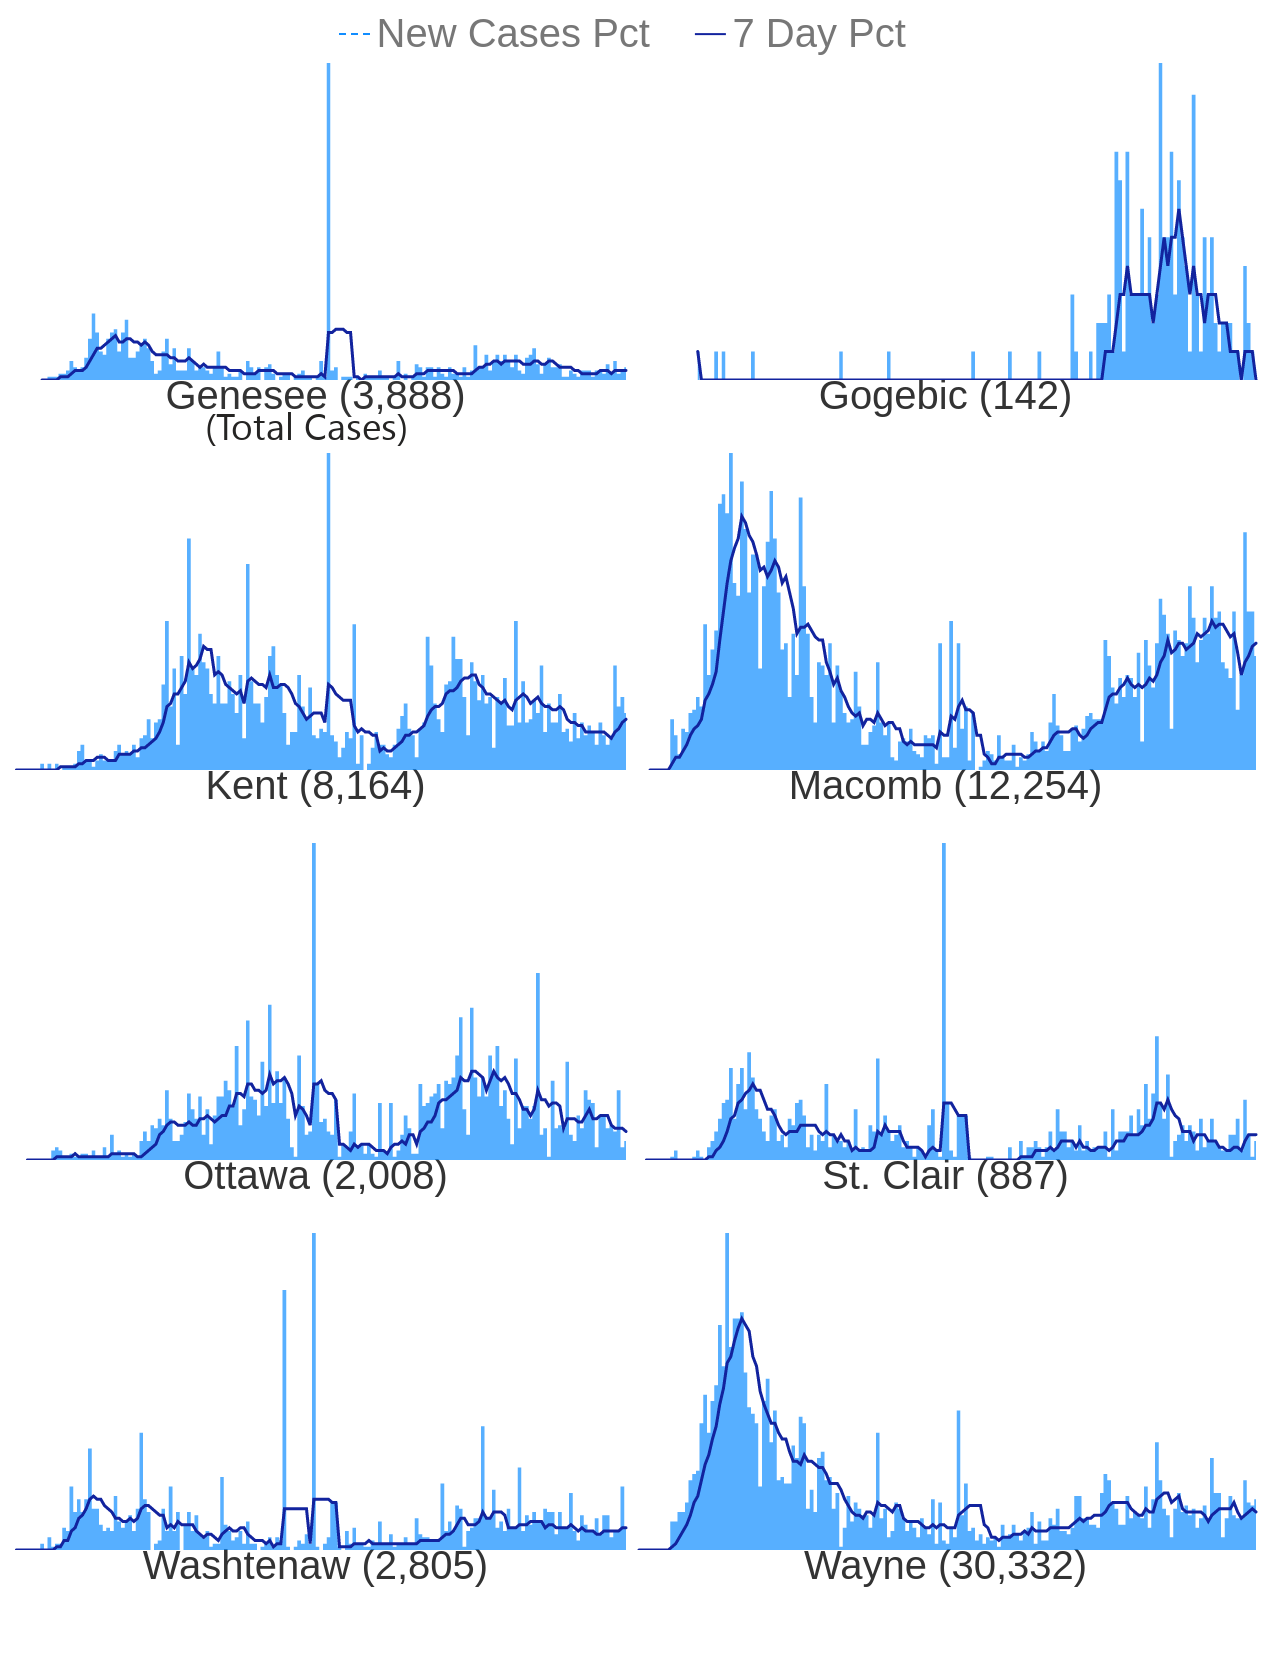 New Cases Pct 7 Day Pct
Genesee (3,888) Gogebic (142)
(Total Cases)
Kent (8,164) Macomb (12,254)
Ottawa (2,008) St. Clair (887)
Washtenaw (2,805) Wayne (30,332)